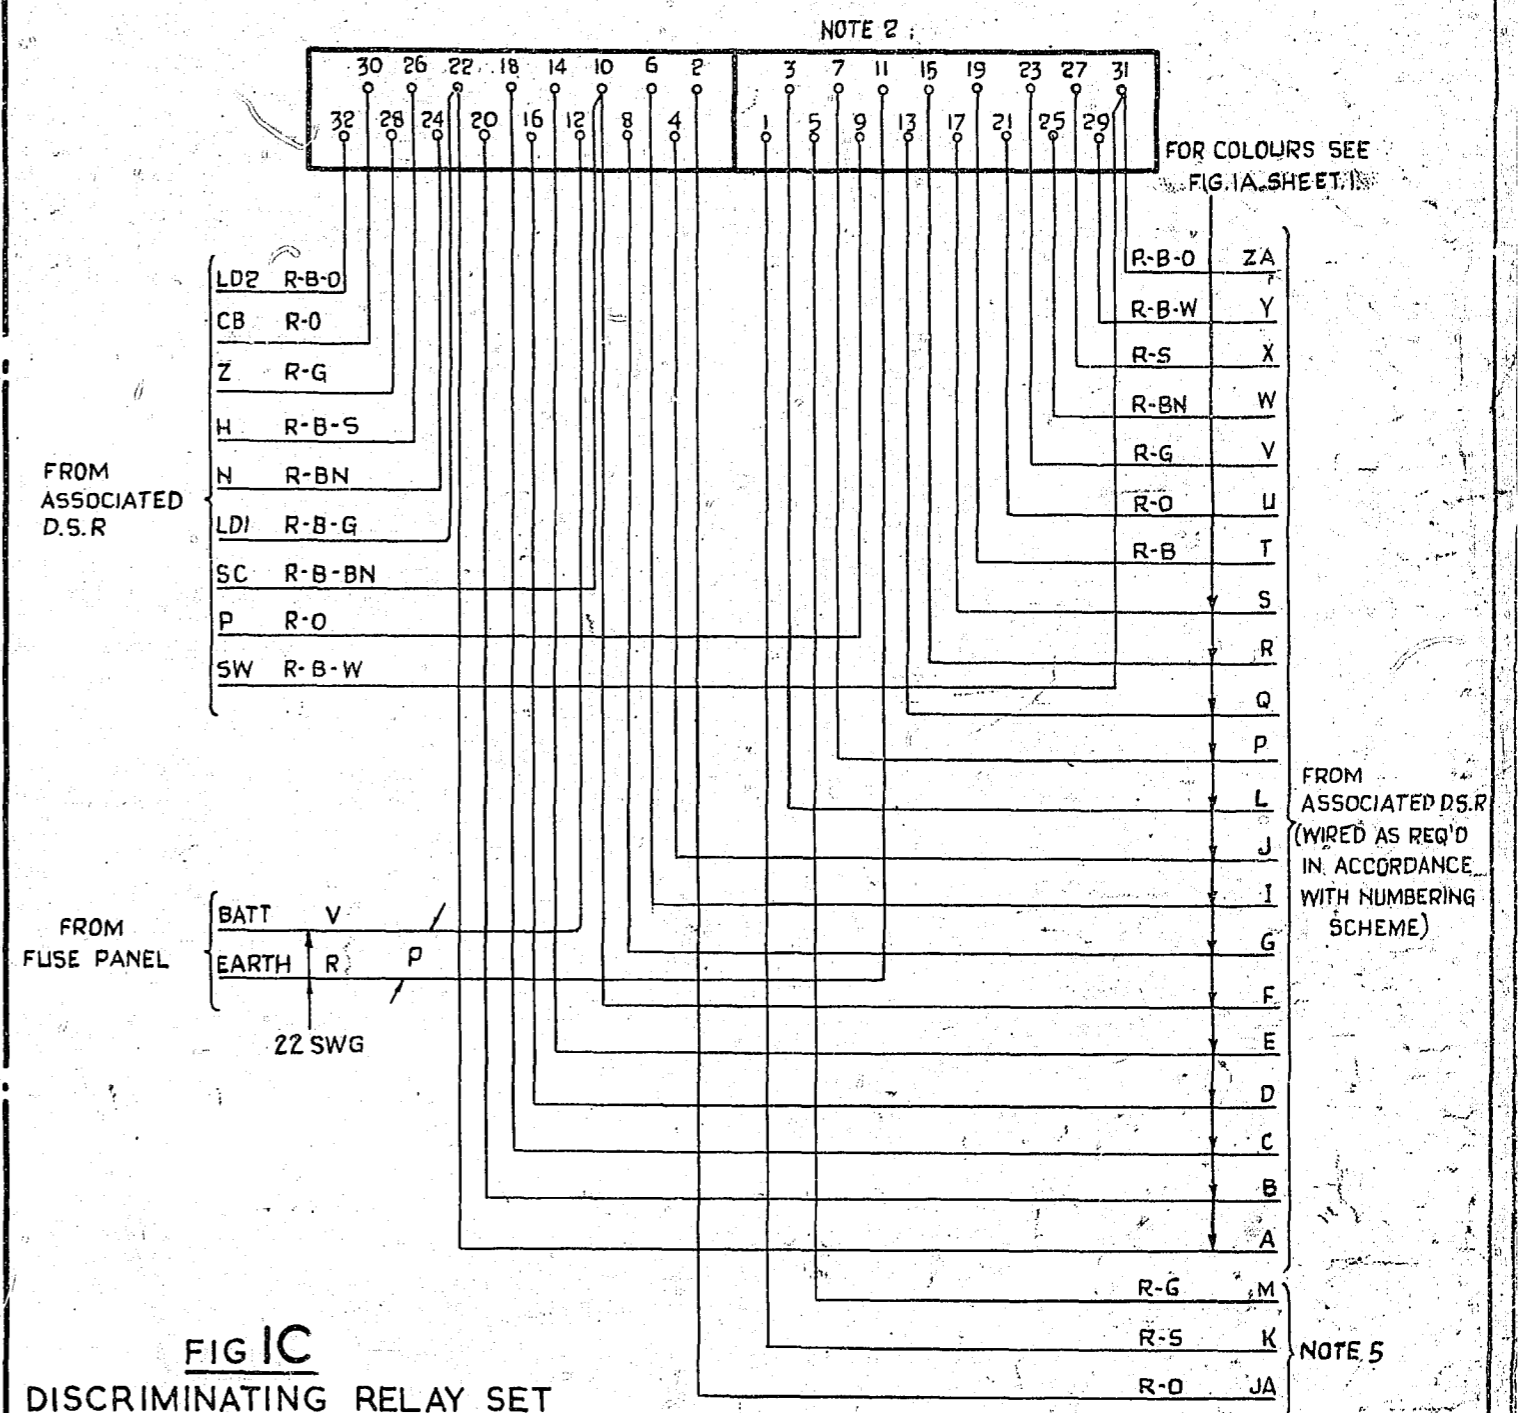 NOTE 2
30 26 22 18 14 10 6 2 3 7 11 15 19 23 27 31
32 28 24 20 16 12 8 4 1 5 9 13 17 21 25 29
FOR COLOURS SEE
FIG. 1A. SHEET. 1.
LD2 R-B-O
CB R-O
Z R-G
H R-B-S
N R-BN
LD1 R-B-G
SC R-B-BN
P R-O
SW R-B-W
FROM
ASSOCIATED
D.S.R
R-B-O ZA
R-B-W Y
R-S X
R-BN W
R-G V
R-O U
R-B T
S
R
Q
P
L
J
I
G
F
E
D
C
B
A
FROM
ASSOCIATED D.S.R
(WIRED AS REQ'D
IN ACCORDANCE
WITH NUMBERING
SCHEME)
BATT V
EARTH R P
FROM
FUSE PANEL
22 SWG
R-G M
R-S K
R-O JA
NOTE 5
FIG 1C
DISCRIMINATING RELAY SET